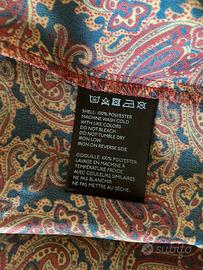 SHELL: 100% POLYESTER
MACHINE WASH COLD
WITH LIKE COLORS
DO NOT BLEACH
DO NOT TUMBLE DRY
IRON LOW
IRON ON REVERSE SIDE
COQUILLE: 100% POLYESTER
LAVAGE EN MACHINE À
TEMPÉRATURE FROIDE
AVEC COULEURS SIMILAIRES
NE PAS BLANCHIR
NE PAS METTRE AU SÈCHE-
subito